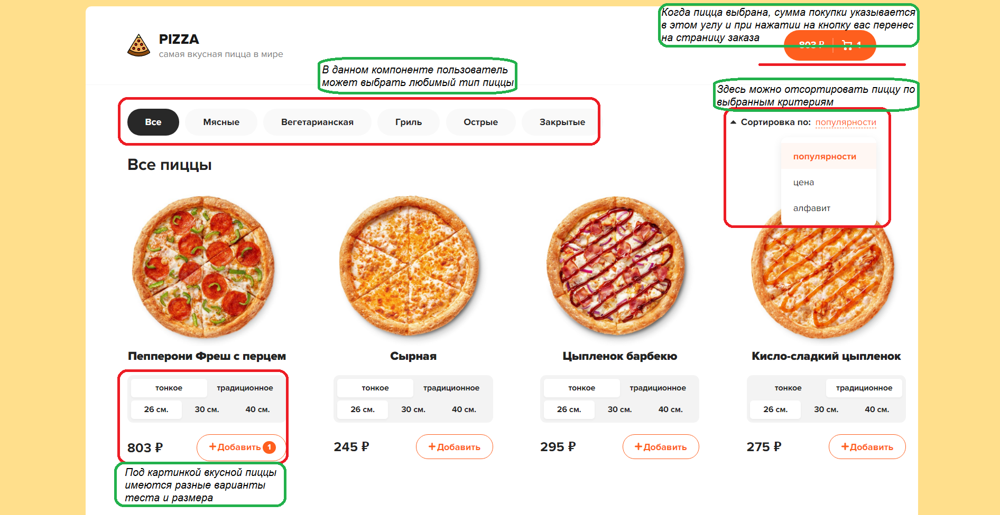 Когда пицца выбрана, сумма покупки указывается
в этом углу и при нажатии на кнопку вас перенес
на страницу заказа
PIZZA
самая вкусная пицца в мире
803 ₽ 1
В данном компоненте пользователь
может выбрать любимый тип пиццы
Здесь можно отсортировать пиццу по
выбранным критериям
Все Мясные Вегетарианская Гриль Острые Закрытые
Сортировка по: популярности
популярности
цена
алфавит
Все пиццы
Пепперони Фреш с перцем Сырная Цыпленок барбекю Кисло-сладкий цыпленок
тонкое традиционное тонкое традиционное тонкое традиционное тонкое традиционное
26 см. 30 см. 40 см. 26 см. 30 см. 40 см. 26 см. 30 см. 40 см. 26 см. 30 см. 40 см.
803 ₽ +Добавить 1 245 ₽ +Добавить 295 ₽ +Добавить 275 ₽ +Добавить
Под картинкой вкусной пиццы
имеются разные варианты
теста и размера